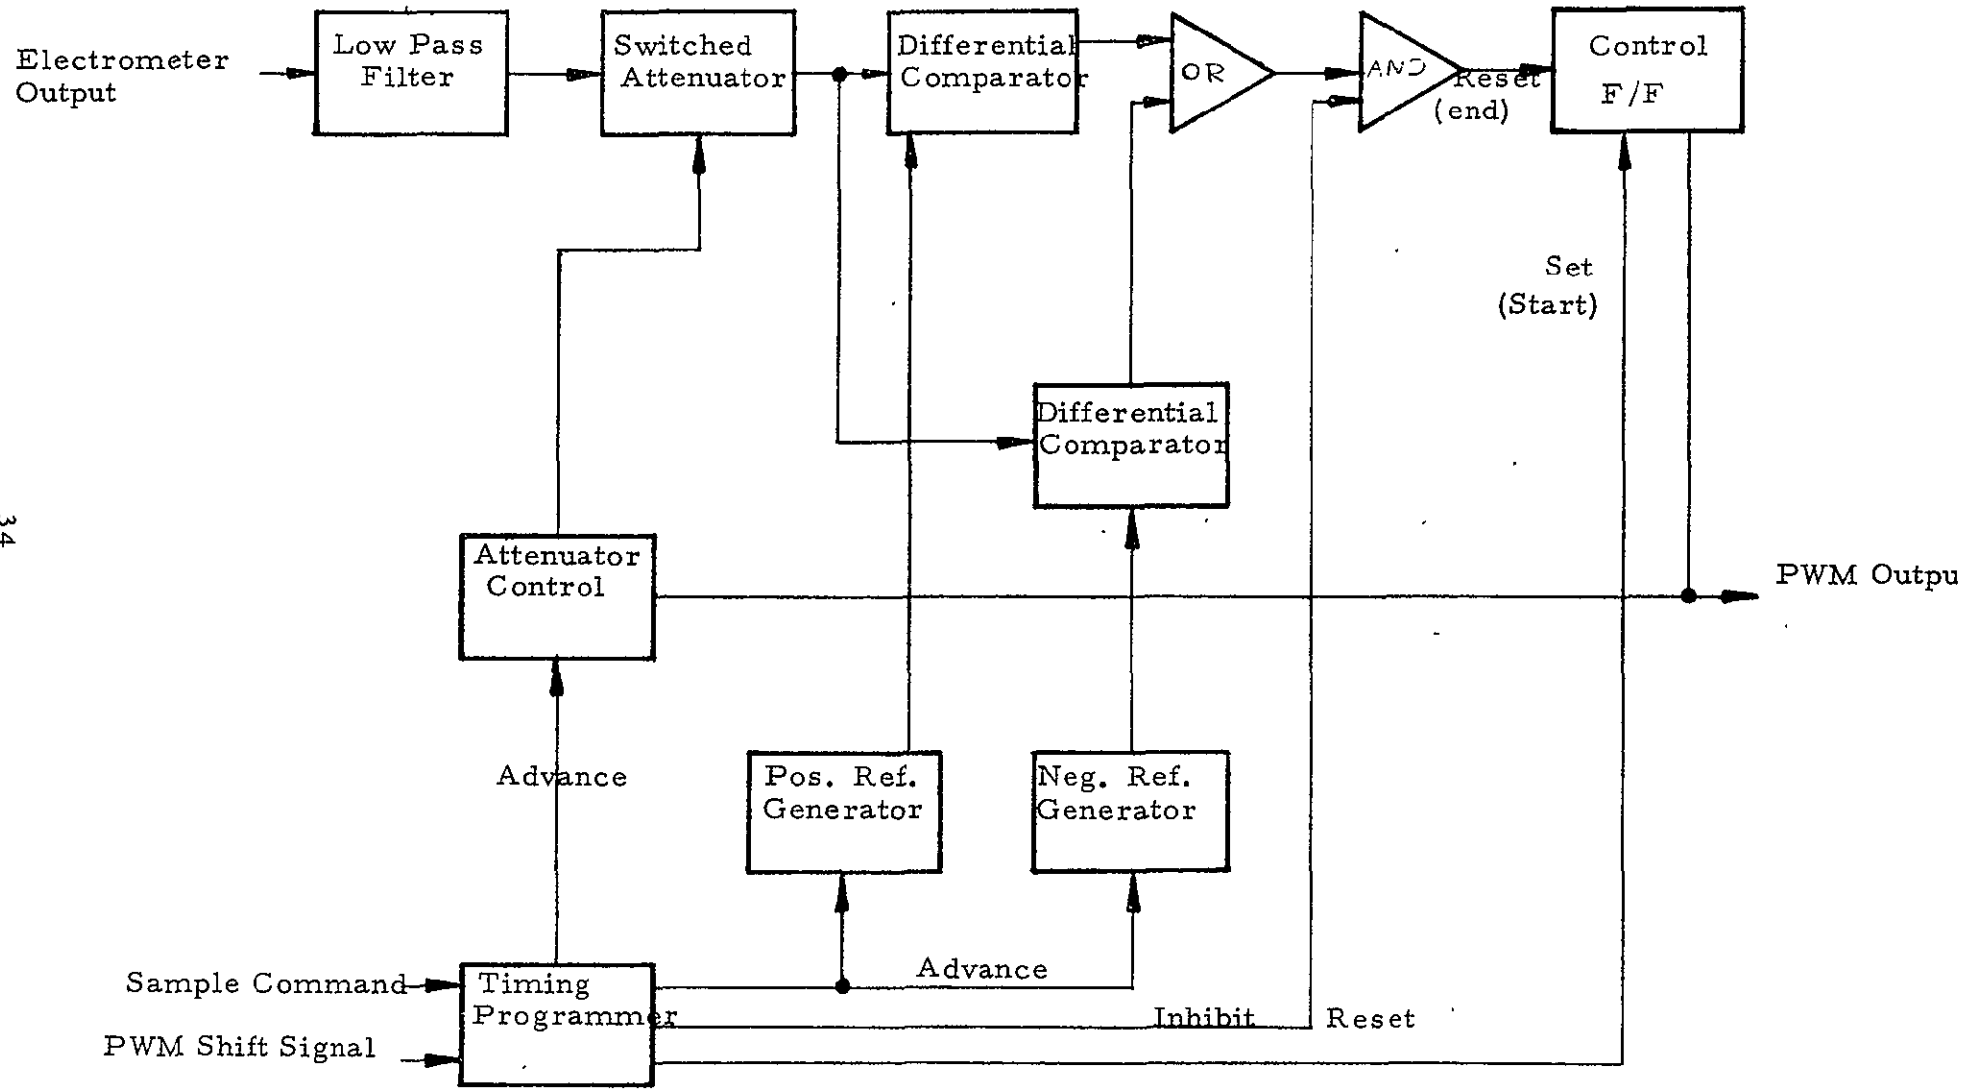 Electrometer
Output
Low Pass
Filter
Switched
Attenuator
Differential
Comparator
OR
AND
Reset
(end)
Control
F/F
Set
(Start)
Differential
Comparator
34
Attenuator
Control
PWM Outpu
Advance
Pos. Ref.
Generator
Neg. Ref.
Generator
Sample Command
Timing
Programmer
Advance
Inhibit Reset
PWM Shift Signal